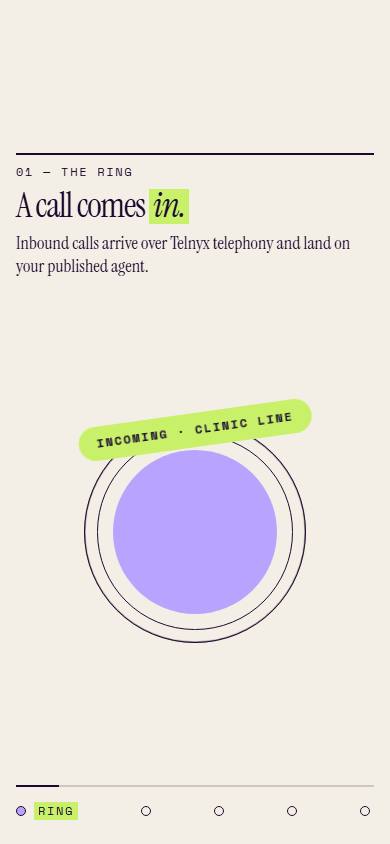 01 — THE RING
A call comes in.
Inbound calls arrive over Telnyx telephony and land on
your published agent.
INCOMING · CLINIC LINE
RING